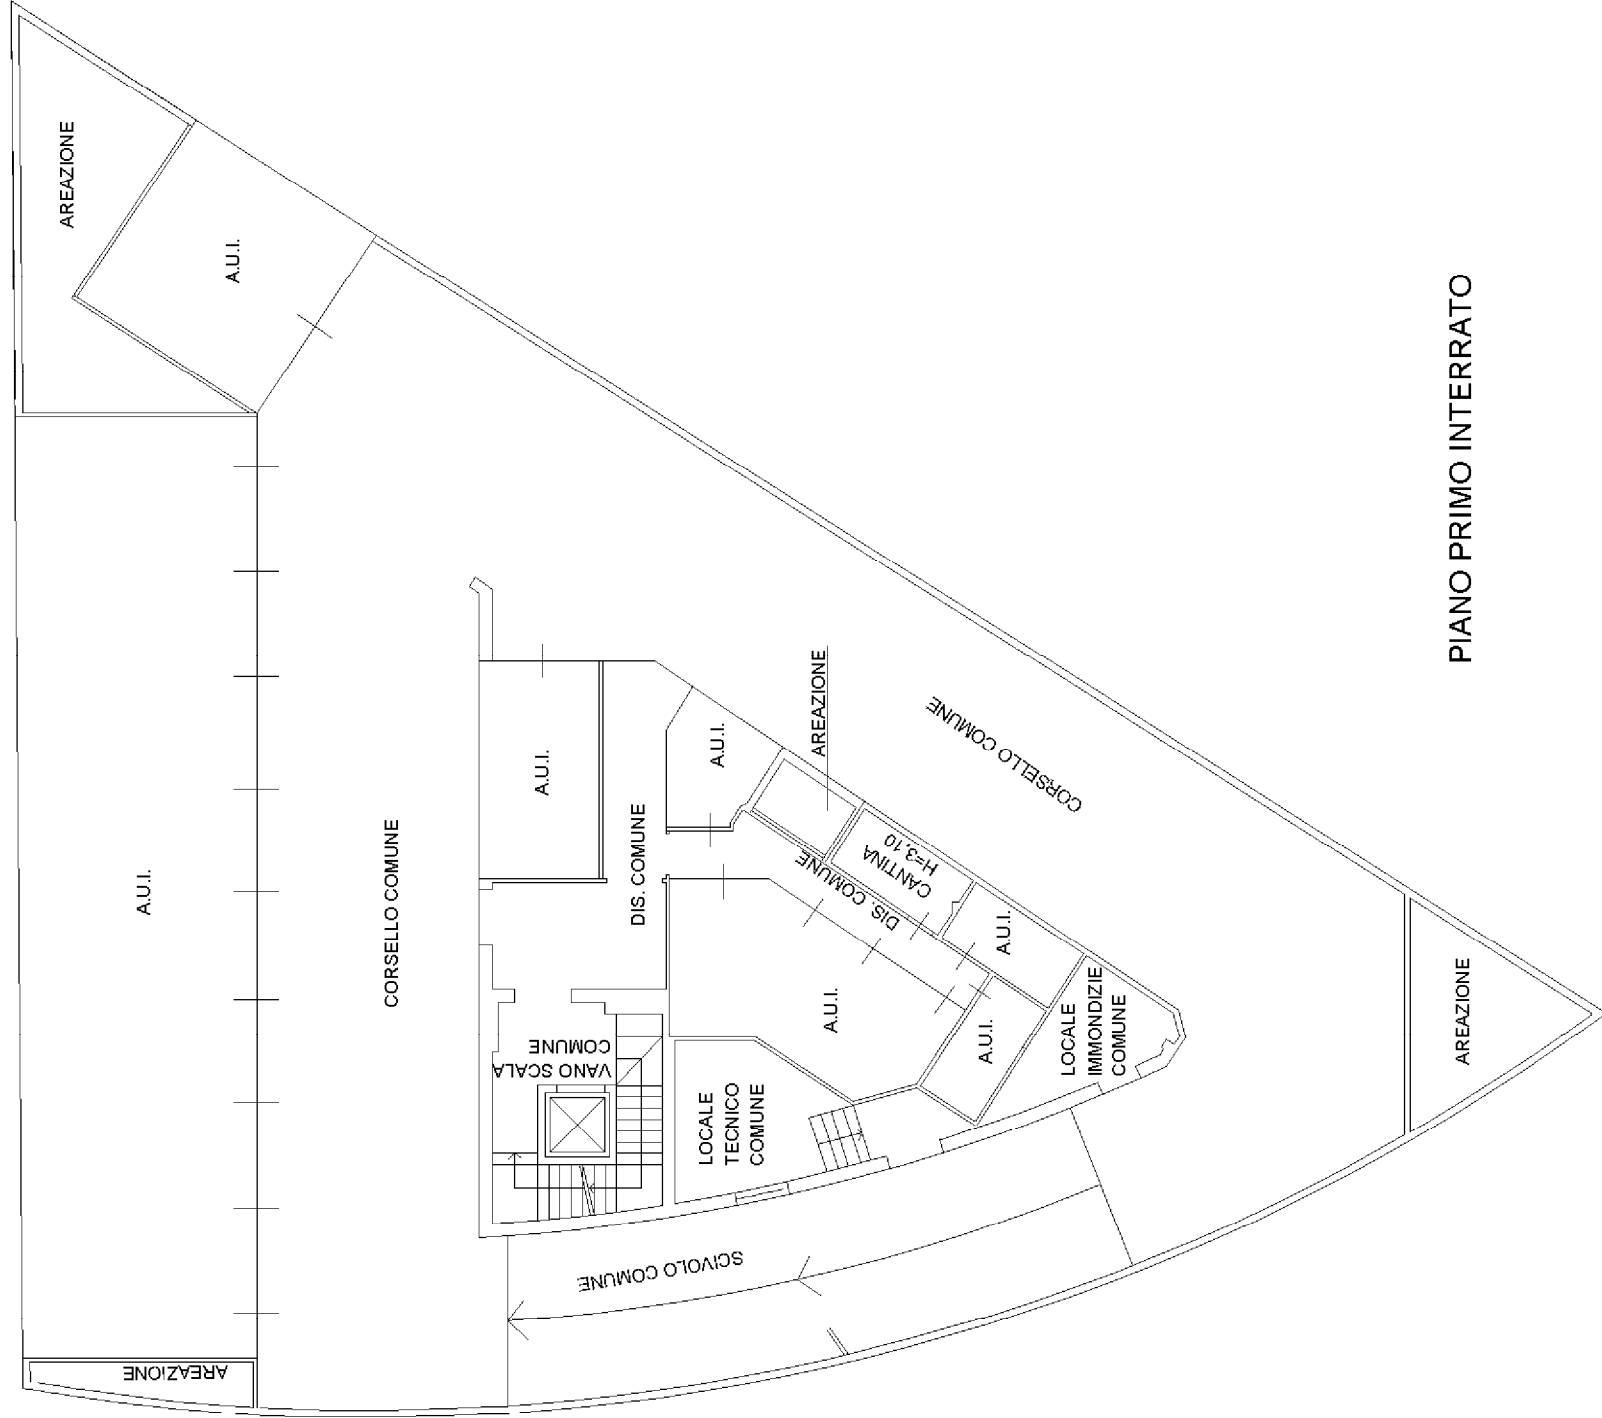 AREAZIONE
A.U.I.
A.U.I.
CORSELLO COMUNE
A.U.I.
DIS. COMUNE
A.U.I.
AREAZIONE
CORSELLO COMUNE
CANTINA
H=3,10
DIS. COMUNE
A.U.I.
A.U.I.
A.U.I.
LOCALE
IMMONDIZIE
COMUNE
VANO SCALA
COMUNE
LOCALE
TECNICO
COMUNE
SCIVOLO COMUNE
AREAZIONE
AREAZIONE
PIANO PRIMO INTERRATO